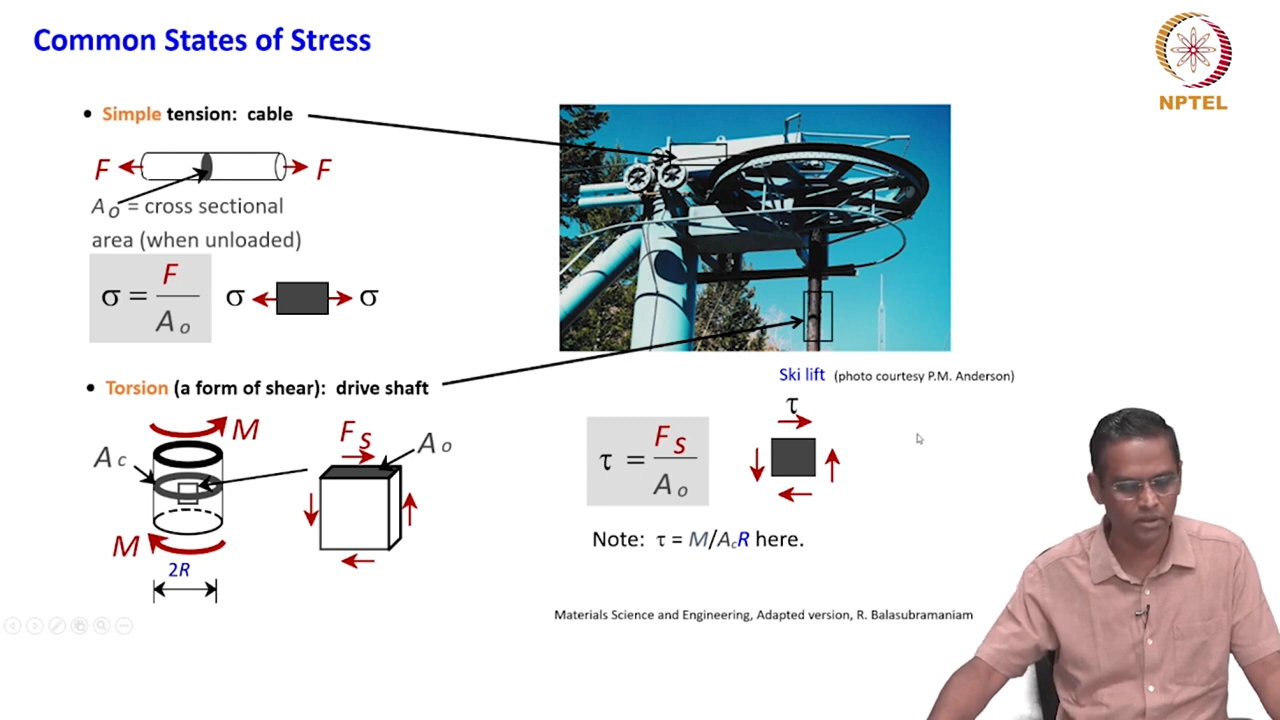 Common States of Stress
NPTEL
• Simple tension: cable
F F
A o = cross sectional
area (when unloaded)
σ = F / A o
σ σ
• Torsion (a form of shear): drive shaft
Ski lift (photo courtesy P.M. Anderson)
M
A c
F s
A o
M
2R
τ = F s / A o
τ
Note: τ = M/AcR here.
Materials Science and Engineering, Adapted version, R. Balasubramaniam